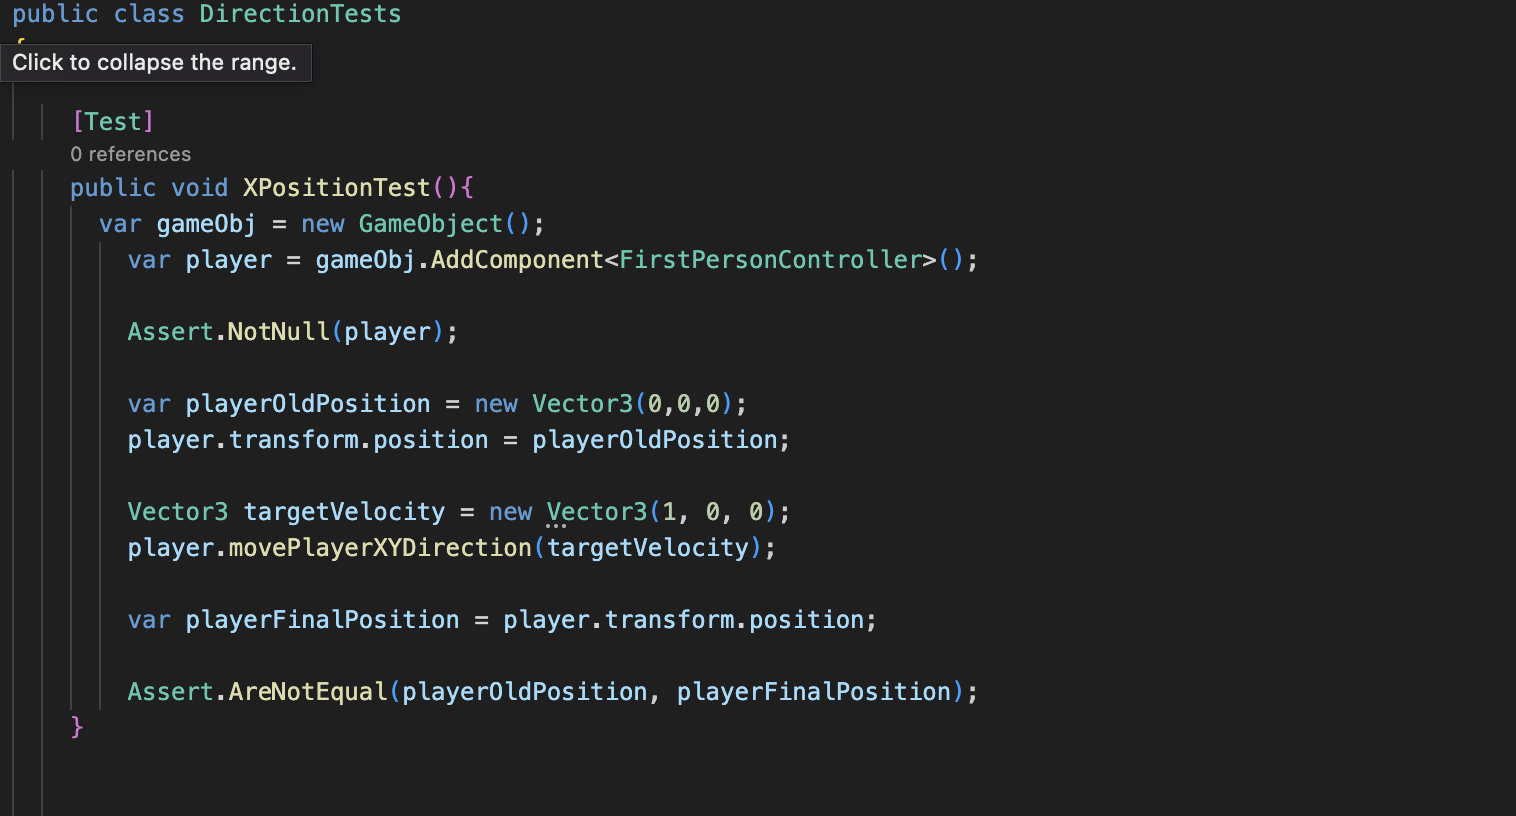 public class DirectionTests
{
Click to collapse the range.
[Test]
0 references
public void XPositionTest(){
var gameObj = new GameObject();
var player = gameObj.AddComponent<FirstPersonController>();
Assert.NotNull(player);
var playerOldPosition = new Vector3(0,0,0);
player.transform.position = playerOldPosition;
Vector3 targetVelocity = new Vector3(1, 0, 0);
player.movePlayerXYDirection(targetVelocity);
var playerFinalPosition = player.transform.position;
Assert.AreNotEqual(playerOldPosition, playerFinalPosition);
}